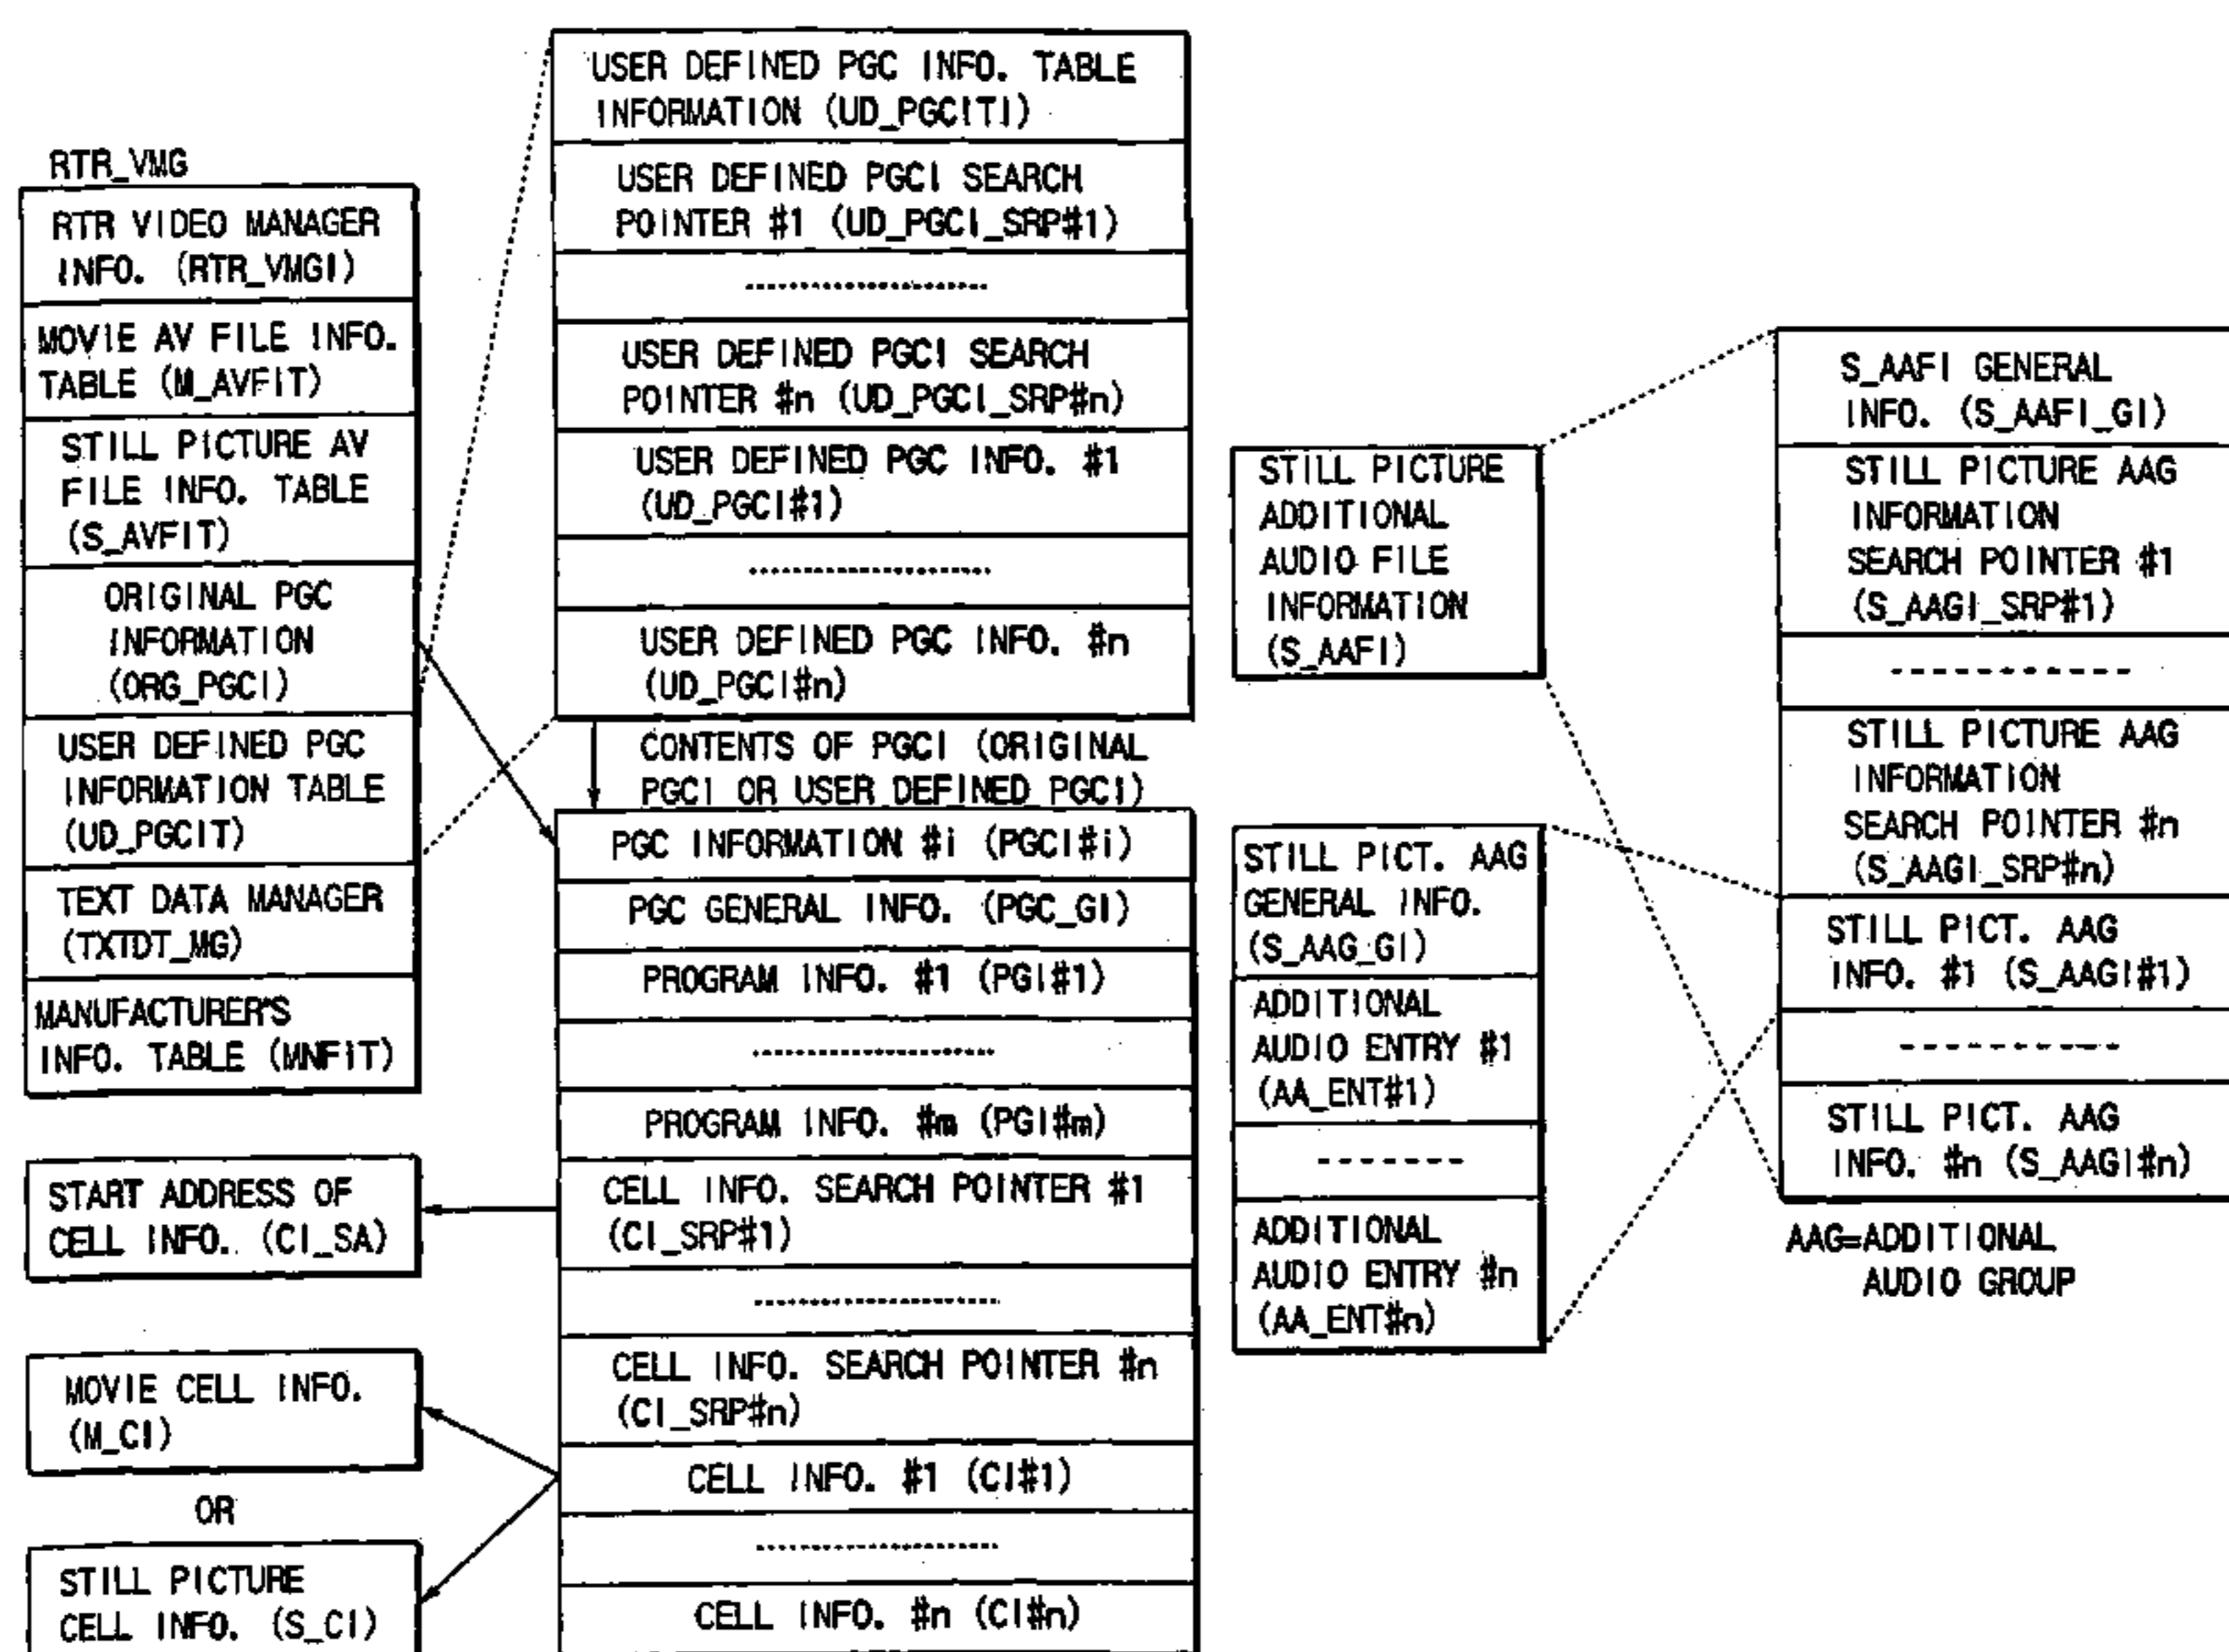 RTR_VMG
RTR VIDEO MANAGER
INFO. (RTR_VMGI)
MOVIE AV FILE INFO.
TABLE (M_AVFIT)
STILL PICTURE AV
FILE INFO. TABLE
(S_AVFIT)
ORIGINAL PGC
INFORMATION
(ORG_PGCI)
USER DEFINED PGC
INFORMATION TABLE
(UD_PGCIT)
TEXT DATA MANAGER
(TXTDT_MG)
MANUFACTURER'S
INFO. TABLE (MNFIT)
START ADDRESS OF
CELL INFO. (CI_SA)
MOVIE CELL INFO.
(M_CI)
OR
STILL PICTURE
CELL INFO. (S_CI)
USER DEFINED PGC INFO. TABLE
INFORMATION (UD_PGCITI)
USER DEFINED PGCI SEARCH
POINTER #1 (UD_PGCI_SRP#1)
USER DEFINED PGCI SEARCH
POINTER #n (UD_PGCI_SRP#n)
USER DEFINED PGC INFO. #1
(UD_PGCI#1)
USER DEFINED PGC INFO. #n
(UD_PGCI#n)
CONTENTS OF PGCI (ORIGINAL
PGCI OR USER DEFINED PGCI)
PGC INFORMATION #i (PGCI#i)
PGC GENERAL INFO. (PGC_GI)
PROGRAM INFO. #1 (PGI#1)
PROGRAM INFO. #m (PGI#m)
CELL INFO. SEARCH POINTER #1
(CI_SRP#1)
CELL INFO. SEARCH POINTER #n
(CI_SRP#n)
CELL INFO. #1 (CI#1)
CELL INFO. #n (CI#n)
STILL PICTURE
ADDITIONAL
AUDIO FILE
INFORMATION
(S_AAFI)
STILL PICT. AAG
GENERAL INFO.
(S_AAG_GI)
ADDITIONAL
AUDIO ENTRY #1
(AA_ENT#1)
ADDITIONAL
AUDIO ENTRY #n
(AA_ENT#n)
S_AAFI GENERAL
INFO. (S_AAFI_GI)
STILL PICTURE AAG
INFORMATION
SEARCH POINTER #1
(S_AAGI_SRP#1)
STILL PICTURE AAG
INFORMATION
SEARCH POINTER #n
(S_AAGI_SRP#n)
STILL PICT. AAG
INFO. #1 (S_AAGI#1)
STILL PICT. AAG
INFO. #n (S_AAGI#n)
AAG=ADDITIONAL
AUDIO GROUP